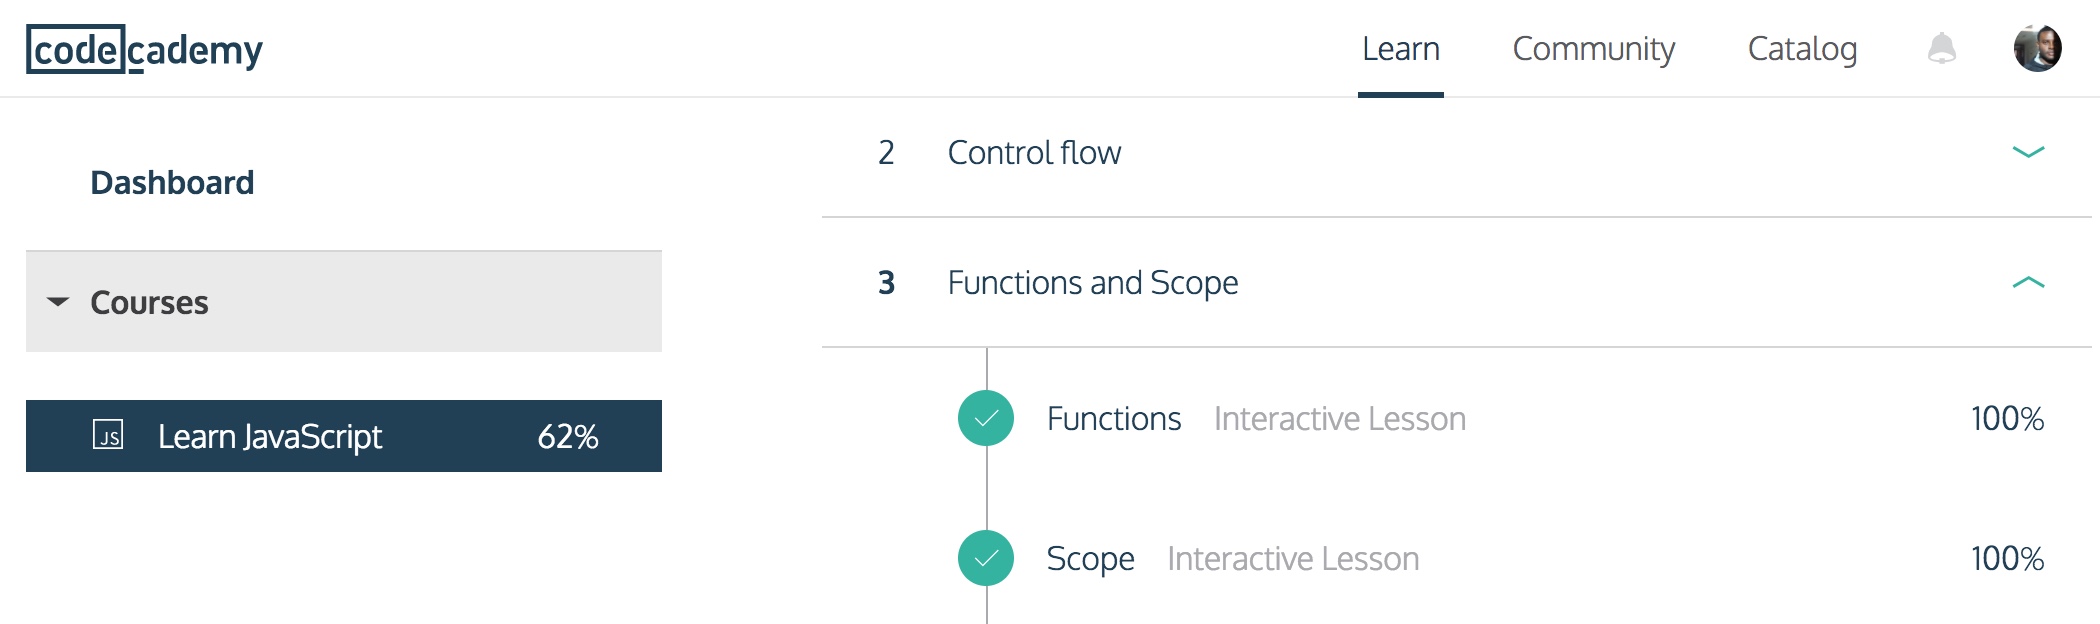 codecademy
Learn Community Catalog
Dashboard
Courses
JS Learn JavaScript 62%
2 Control flow
3 Functions and Scope
Functions Interactive Lesson 100%
Scope Interactive Lesson 100%